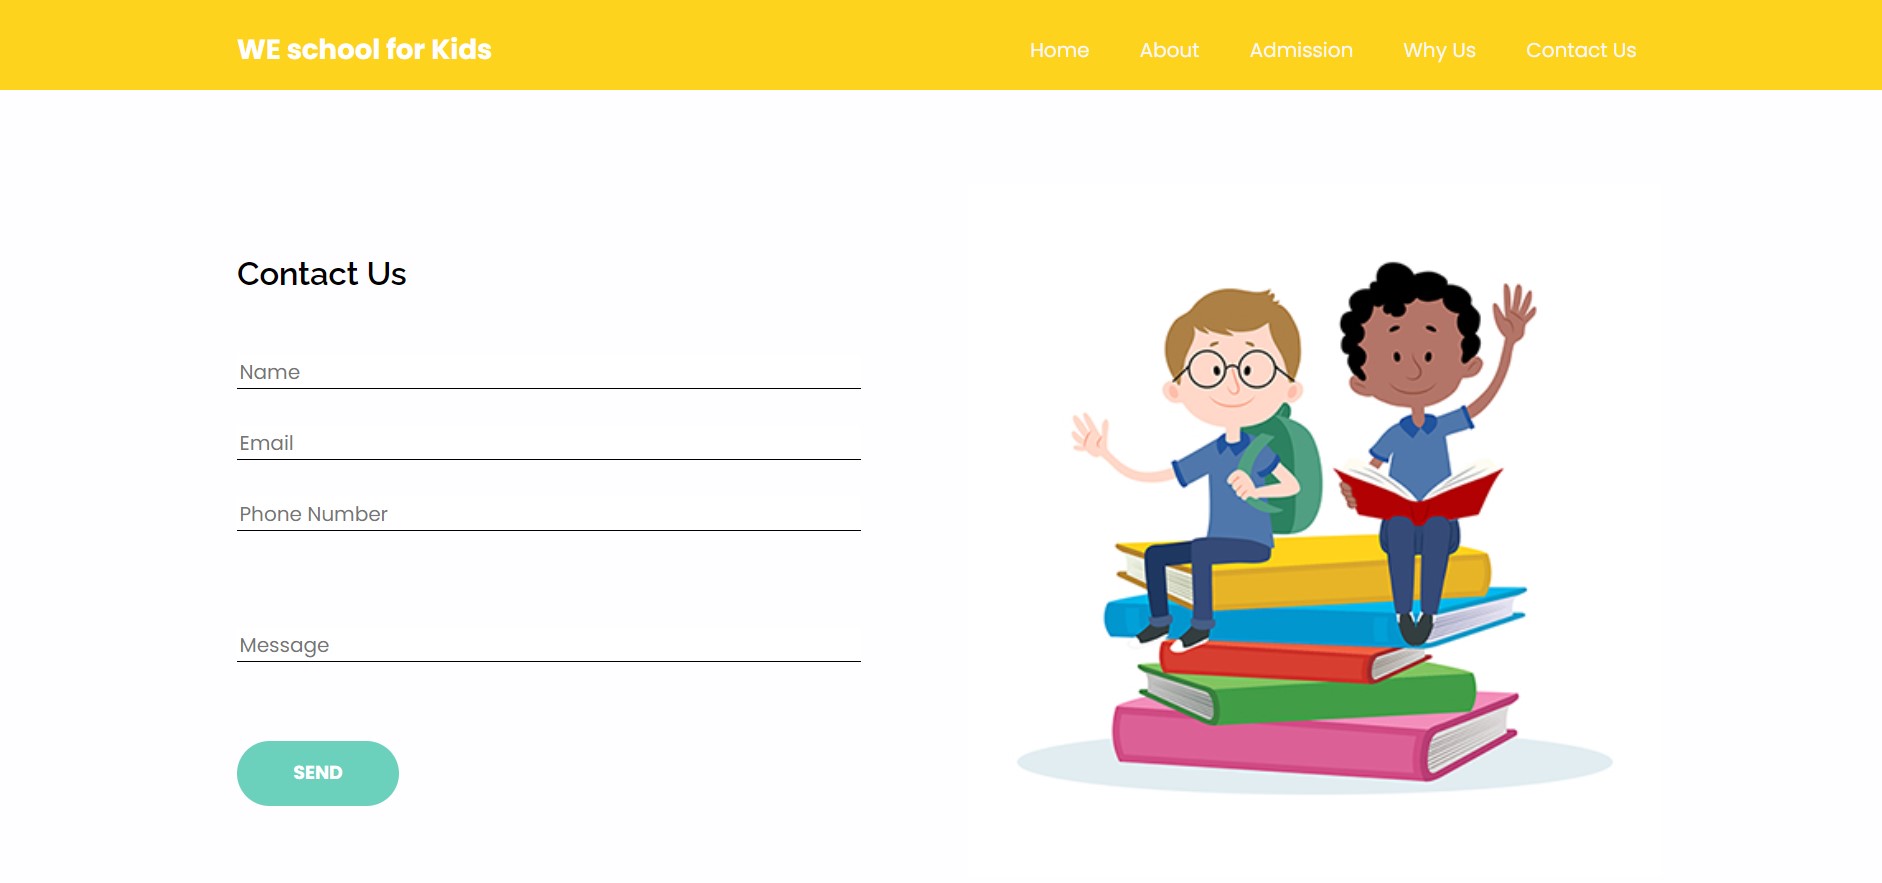 WE school for Kids
Home About Admission Why Us Contact Us
Contact Us
Name
Email
Phone Number
Message
SEND